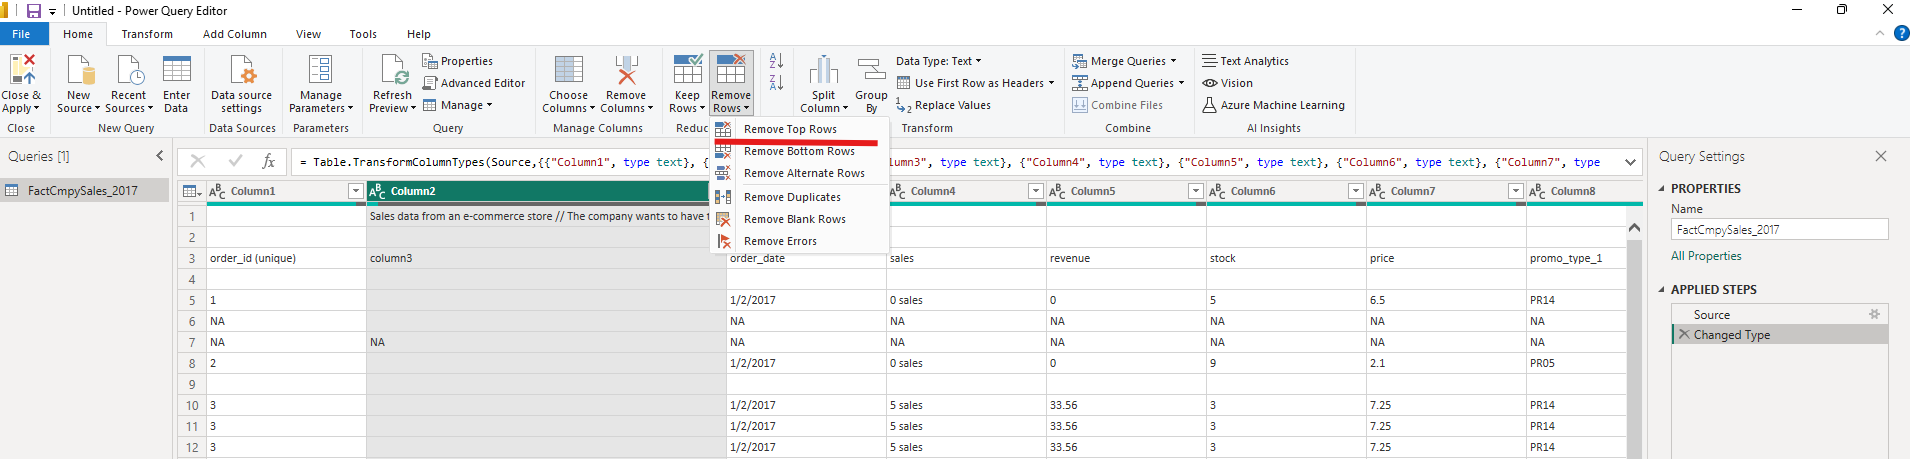 Untitled - Power Query Editor
File Home Transform Add Column View Tools Help
Close & Apply
New Source
Recent Sources
Enter Data
Data source settings
Manage Parameters
Refresh Preview
Properties
Advanced Editor
Manage
Choose Columns
Remove Columns
Keep Rows
Remove Rows
A Z
Z A
Split Column
Group By
Data Type: Text
Use First Row as Headers
1 2 Replace Values
Merge Queries
Append Queries
Combine Files
Text Analytics
Vision
Azure Machine Learning
Close New Query Data Sources Parameters Query Manage Columns Reduc Transform Combine AI Insights
Remove Top Rows
Remove Bottom Rows
Remove Alternate Rows
Remove Duplicates
Remove Blank Rows
Remove Errors
Queries [1]
FactCmpySales_2017
fx = Table.TransformColumnTypes(Source,{{"Column1", type text}, { olumn3", type text}, {"Column4", type text}, {"Column5", type text}, {"Column6", type text}, {"Column7", type
ABC Column1 ABC Column2 ABC Column4 ABC Column5 ABC Column6 ABC Column7 ABC Column8
1 Sales data from an e-commerce store // The company wants to have t
2
3 order_id (unique) column3 order_date sales revenue stock price promo_type_1
4
5 1 1/2/2017 0 sales 0 5 6.5 PR14
6 NA NA NA NA NA NA NA
7 NA NA NA NA NA NA NA NA
8 2 1/2/2017 0 sales 0 9 2.1 PR05
9
10 3 1/2/2017 5 sales 33.56 3 7.25 PR14
11 3 1/2/2017 5 sales 33.56 3 7.25 PR14
12 3 1/2/2017 5 sales 33.56 3 7.25 PR14
Query Settings
PROPERTIES
Name
FactCmpySales_2017
All Properties
APPLIED STEPS
Source
Changed Type